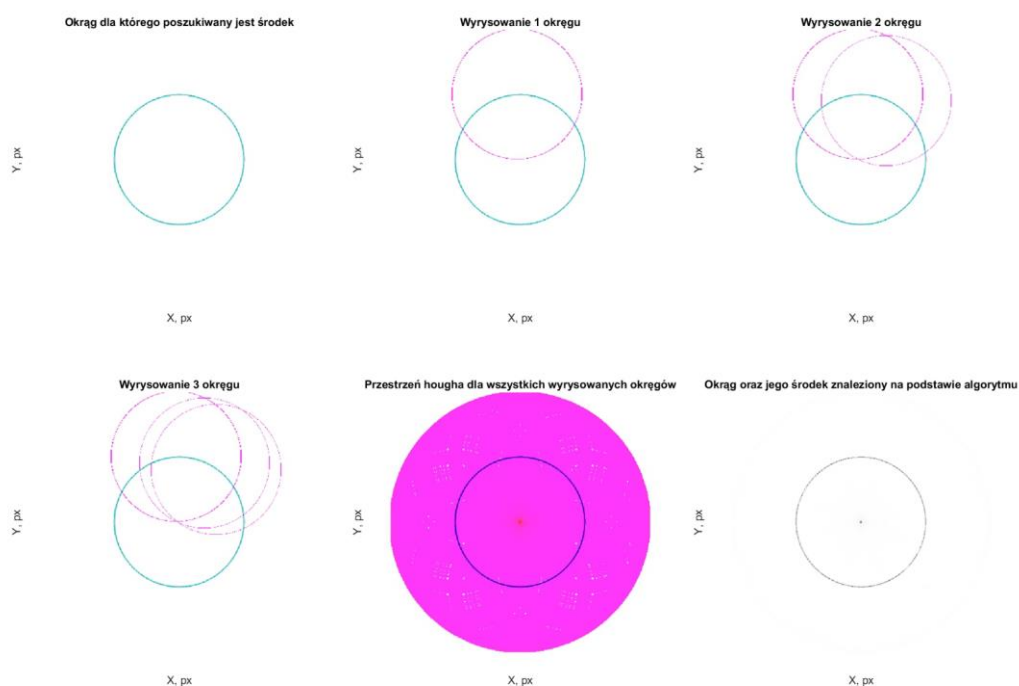 Okrąg dla którego poszukiwany jest środek
Y, px
X, px
Wyrysowanie 1 okręgu
Y, px
X, px
Wyrysowanie 2 okręgu
Y, px
X, px
Wyrysowanie 3 okręgu
Y, px
X, px
Przestrzeń hougha dla wszystkich wyrysowanych okręgów
Y, px
X, px
Okrąg oraz jego środek znaleziony na podstawie algorytmu
Y, px
X, px